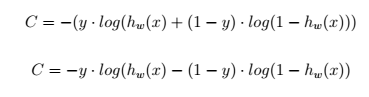 C = −(y · log(h_w(x) + (1 − y) · log(1 − h_w(x)))
C = −y · log(h_w(x) − (1 − y) · log(1 − h_w(x))